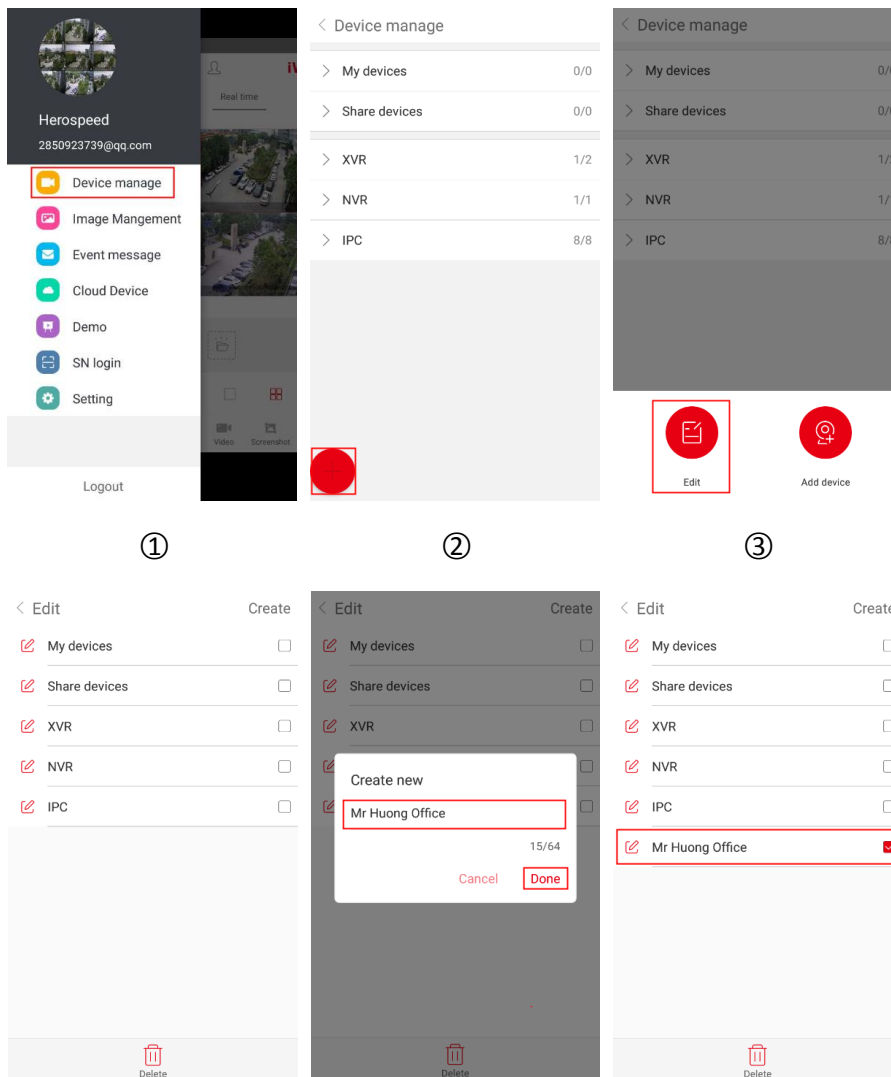 Herospeed
2850923739@qq.com
Device manage
Image Mangement
Event message
Cloud Device
Demo
SN login
Setting
Logout
Real time
Video Screenshot
①
Device manage
My devices 0/0
Share devices 0/0
XVR 1/2
NVR 1/1
IPC 8/8
②
Device manage
My devices 0/
Share devices 0/
XVR 1/
NVR 1/
IPC 8/
Edit Add device
③
Edit Create
My devices
Share devices
XVR
NVR
IPC
Delete
Edit Create
My devices
Share devices
XVR
Create new
Mr Huong Office
15/64
Cancel Done
Delete
Edit Create
My devices
Share devices
XVR
NVR
IPC
Mr Huong Office
Delete